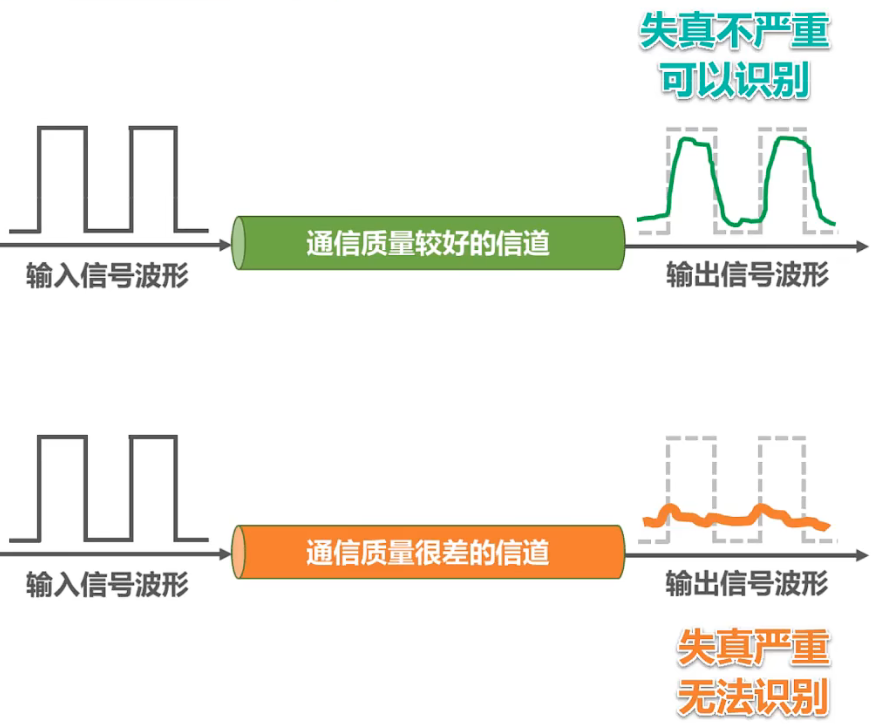 失真不严重
可以识别
通信质量较好的信道
输入信号波形
输出信号波形
通信质量很差的信道
输入信号波形
输出信号波形
失真严重
无法识别